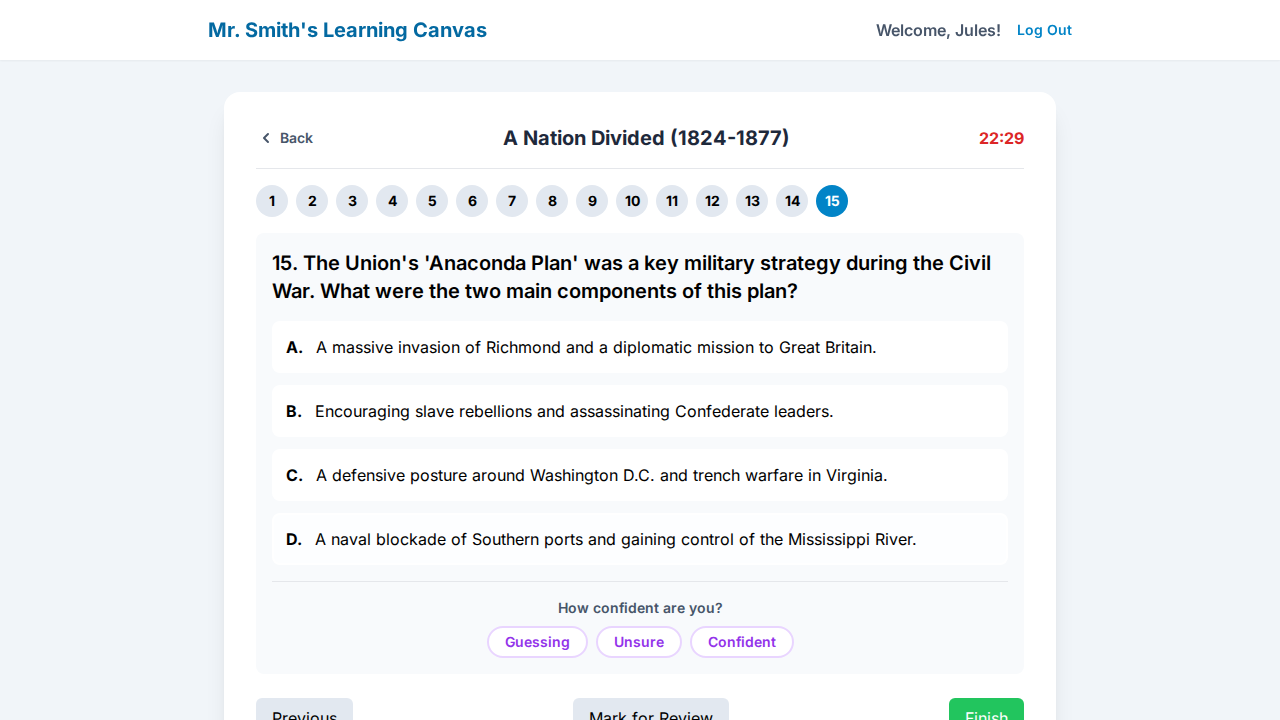 Mr. Smith's Learning Canvas
Welcome, Jules!
Log Out
Back
A Nation Divided (1824-1877)
22:29
1 2 3 4 5 6 7 8 9 10 11 12 13 14 15
15. The Union's 'Anaconda Plan' was a key military strategy during the Civil
War. What were the two main components of this plan?
A. A massive invasion of Richmond and a diplomatic mission to Great Britain.
B. Encouraging slave rebellions and assassinating Confederate leaders.
C. A defensive posture around Washington D.C. and trench warfare in Virginia.
D. A naval blockade of Southern ports and gaining control of the Mississippi River.
How confident are you?
Guessing
Unsure
Confident
Previous
Mark for Review
Finish